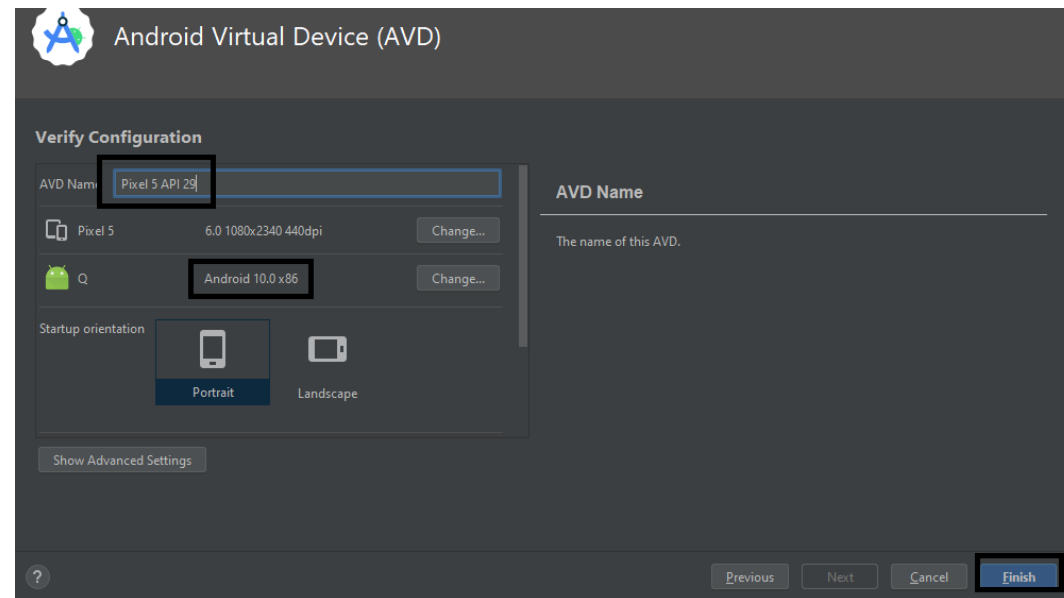 Android Virtual Device (AVD)
Verify Configuration
AVD Name Pixel 5 API 29
Pixel 5 6.0 1080x2340 440dpi Change...
Q Android 10.0 x86 Change...
Startup orientation
Portrait
Landscape
Show Advanced Settings
AVD Name
The name of this AVD.
? Previous Next Cancel Finish